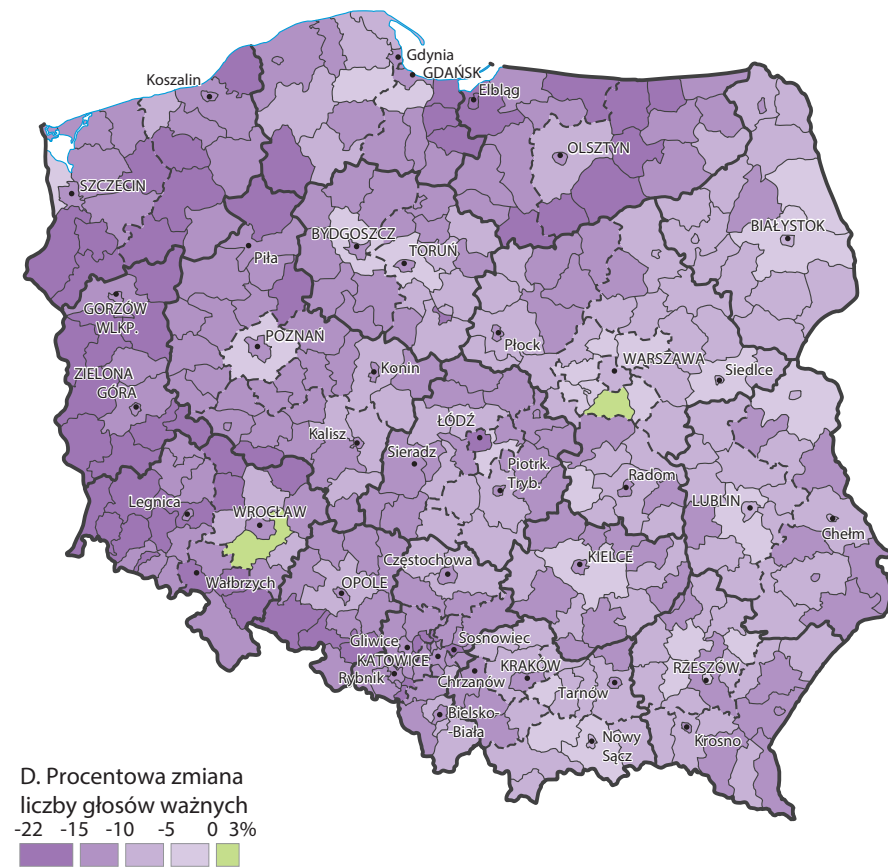 Gdynia
GDAŃSK
Koszalin
Elbląg
OLSZTYN
SZCZECIN
BIAŁYSTOK
BYDGOSZCZ
TORUŃ
Piła
GORZÓW
WLKP.
POZNAŃ
Płock
WARSZAWA
Siedlce
Konin
ZIELONA
GÓRA
ŁÓDŹ
Kalisz
Sieradz
Piotrk.
Tryb.
Radom
LUBLIN
Legnica
WROCŁAW
Chełm
Częstochowa
KIELCE
Wałbrzych
OPOLE
Gliwice
Sosnowiec
KATOWICE
KRAKÓW
RZESZÓW
Rybnik
Chrzanów
Tarnów
Bielsko-
-Biała
Nowy
Sącz
Krosno
D. Procentowa zmiana
liczby głosów ważnych
-22 -15 -10 -5 0 3%